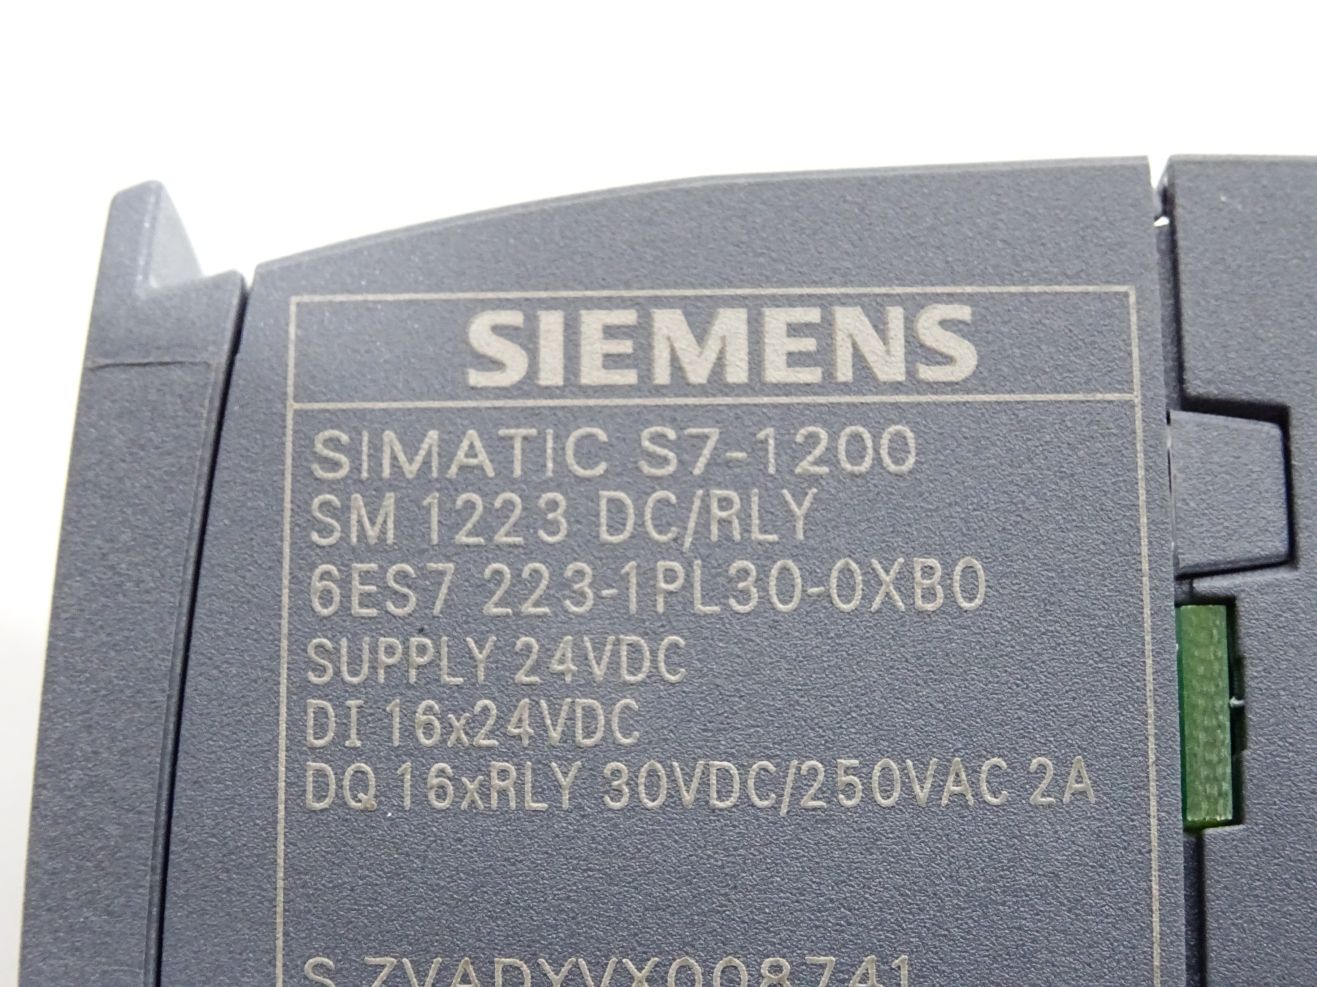 SIEMENS
SIMATIC S7-1200
SM 1223 DC/RLY
6ES7 223-1PL30-0XB0
SUPPLY 24VDC
DI 16x24VDC
DQ 16xRLY 30VDC/250VAC 2A
S ZVADYVX008741